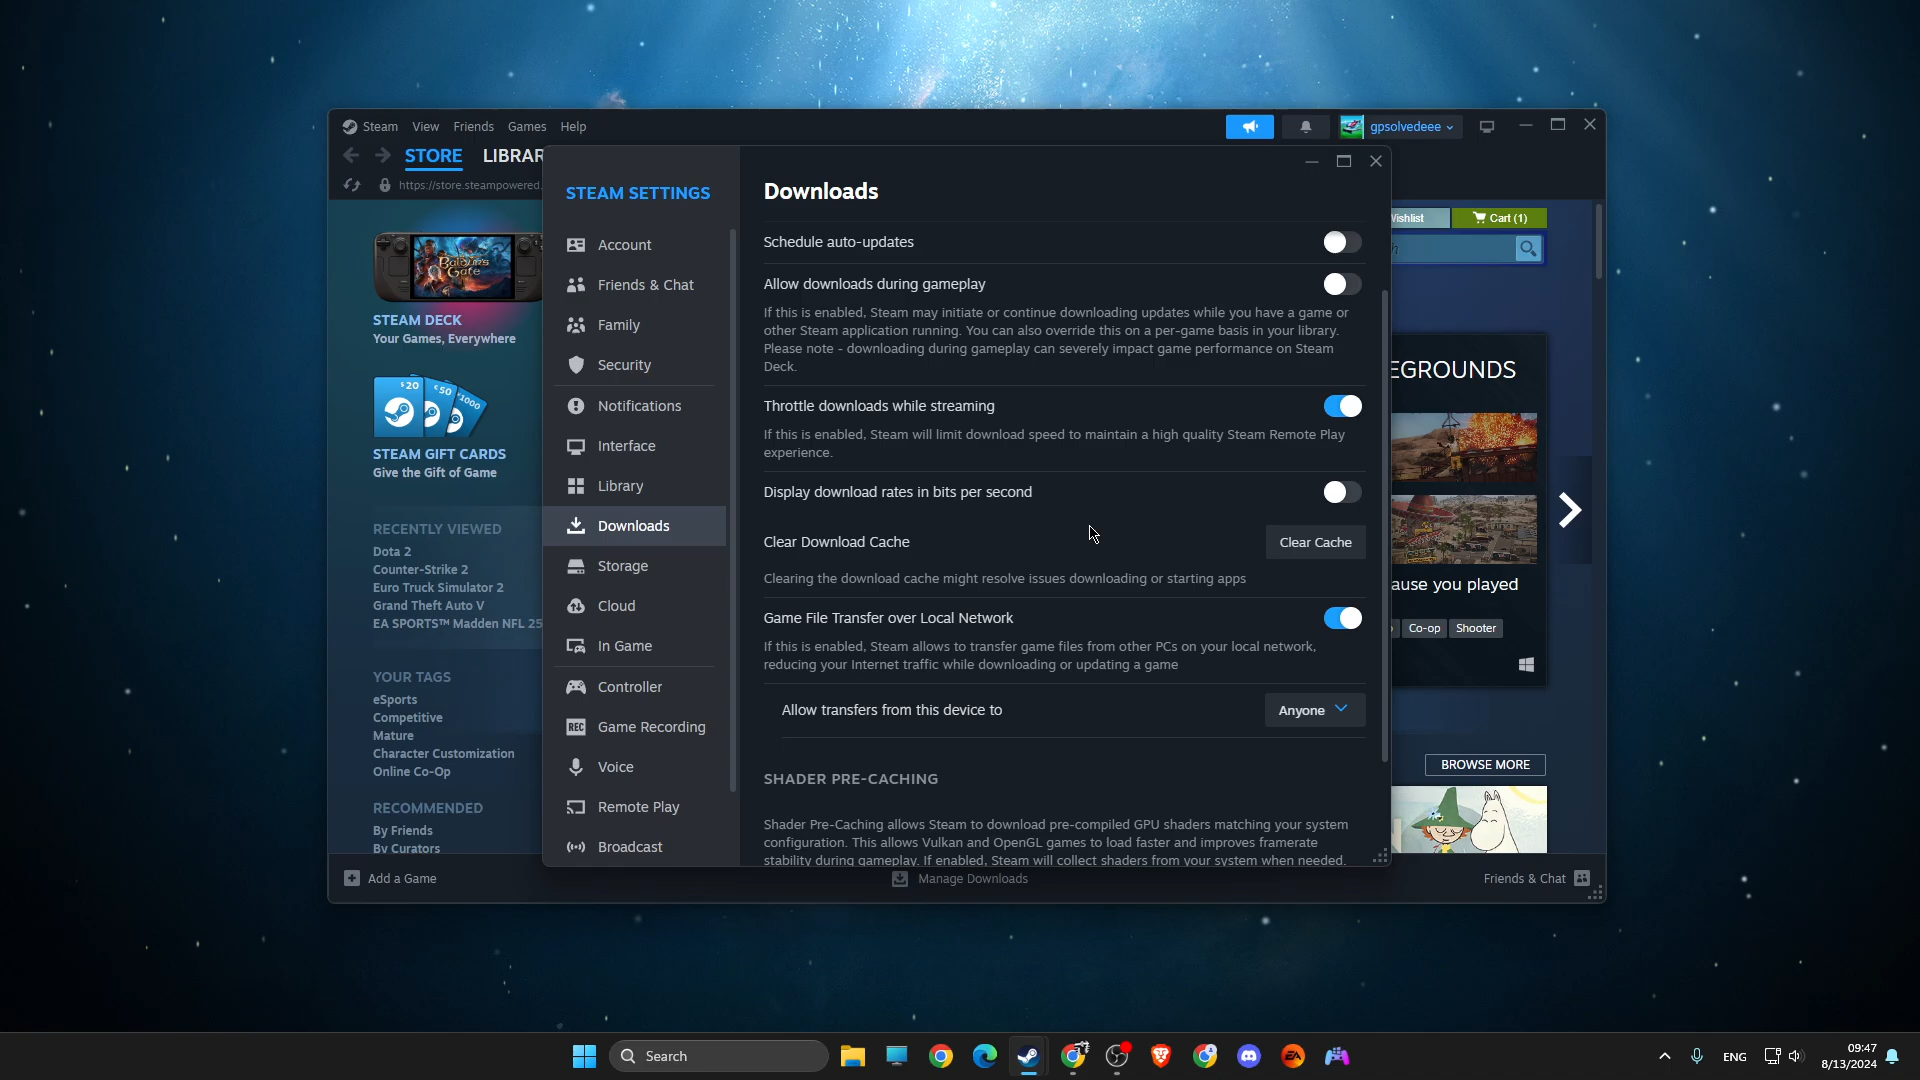 Steam View Friends Games Help
gpsolvedeee
STORE LIBRAR
https://store.steampowered.
STEAM DECK
Your Games, Everywhere
$20 €50 $1000
STEAM GIFT CARDS
Give the Gift of Game
RECENTLY VIEWED
Dota 2
Counter-Strike 2
Euro Truck Simulator 2
Grand Theft Auto V
EA SPORTS™ Madden NFL 25
YOUR TAGS
eSports
Competitive
Mature
Character Customization
Online Co-Op
RECOMMENDED
By Friends
By Curators
STEAM SETTINGS
Account
Friends & Chat
Family
Security
Notifications
Interface
Library
Downloads
Storage
Cloud
In Game
Controller
REC Game Recording
Voice
Remote Play
Broadcast
Downloads
Schedule auto-updates
Allow downloads during gameplay
If this is enabled, Steam may initiate or continue downloading updates while you have a game or
other Steam application running. You can also override this on a per-game basis in your library.
Please note - downloading during gameplay can severely impact game performance on Steam
Deck.
Throttle downloads while streaming
If this is enabled, Steam will limit download speed to maintain a high quality Steam Remote Play
experience.
Display download rates in bits per second
Clear Download Cache
Clear Cache
Clearing the download cache might resolve issues downloading or starting apps
Game File Transfer over Local Network
If this is enabled, Steam allows to transfer game files from other PCs on your local network,
reducing your Internet traffic while downloading or updating a game
Allow transfers from this device to
Anyone
SHADER PRE-CACHING
Shader Pre-Caching allows Steam to download pre-compiled GPU shaders matching your system
configuration. This allows Vulkan and OpenGL games to load faster and improves framerate
stability during gameplay. If enabled, Steam will collect shaders from your system when needed.
Wishlist
Cart (1)
h
EGROUNDS
ause you played
Co-op Shooter
BROWSE MORE
Add a Game
Manage Downloads
Friends & Chat
Baldur's
Gate
Search
EA
ENG
09:47
8/13/2024